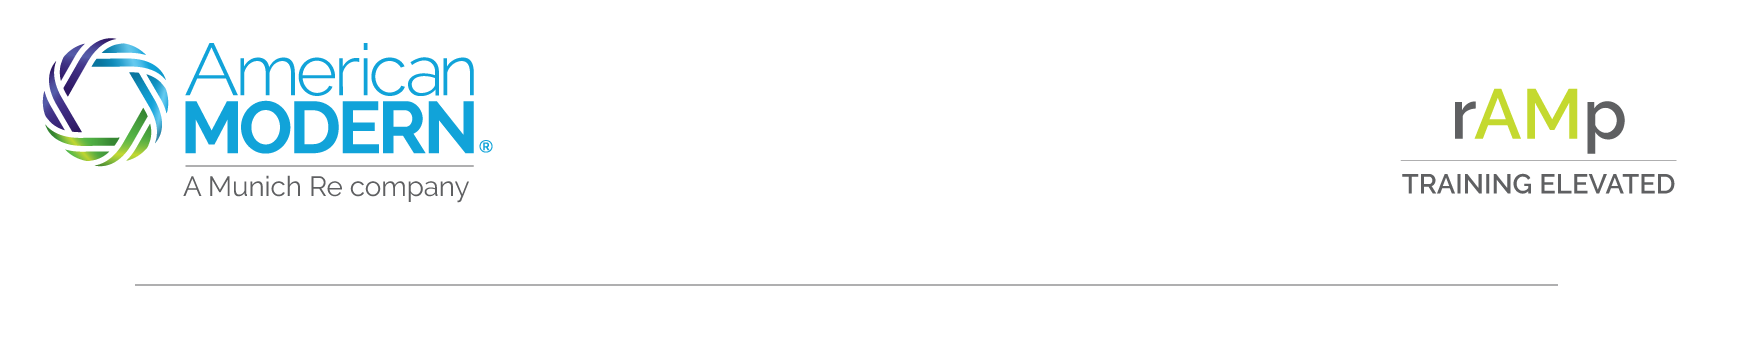 American
MODERN®
A Munich Re company
rAMp
TRAINING ELEVATED